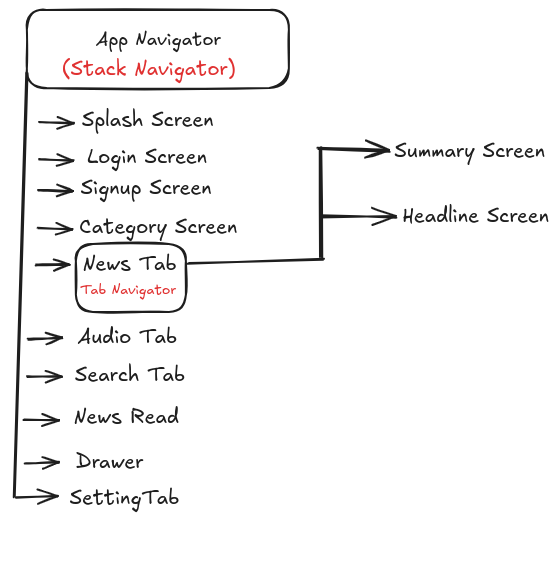 App Navigator
(Stack Navigator)
Splash Screen
Login Screen
Signup Screen
Category Screen
News Tab
Tab Navigator
Summary Screen
Headline Screen
Audio Tab
Search Tab
News Read
Drawer
SettingTab